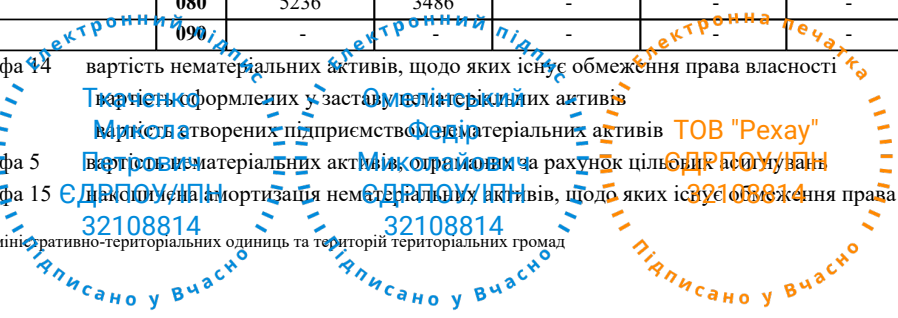 080 5236 3486 - - -
090 - - - - -
фа 14 вартість нематеріальних активів, щодо яких існує обмеження права власності
вартість оформлених у заставу нематеріальних активів
вартість створених підприємством нематеріальних активів
фа 5 вартість нематеріальних активів, отриманих за рахунок цільових асигнувань
фа 15 накопичена амортизація нематеріальних активів, щодо яких існує обмеження права
міністративно-територіальних одиниць та територій територіальних громад
Електронний підпис
Ткаченко
Микола
Петрович
ЄДРПОУ/ІПН
32108814
Підписано у Вчасно
Електронний підпис
Омелінський
Федір
Миколайович
ЄДРПОУ/ІПН
32108814
Підписано у Вчасно
Електронна печатка
ТОВ "Рехау"
ЄДРПОУ/ІПН
32108814
Підписано у Вчасно